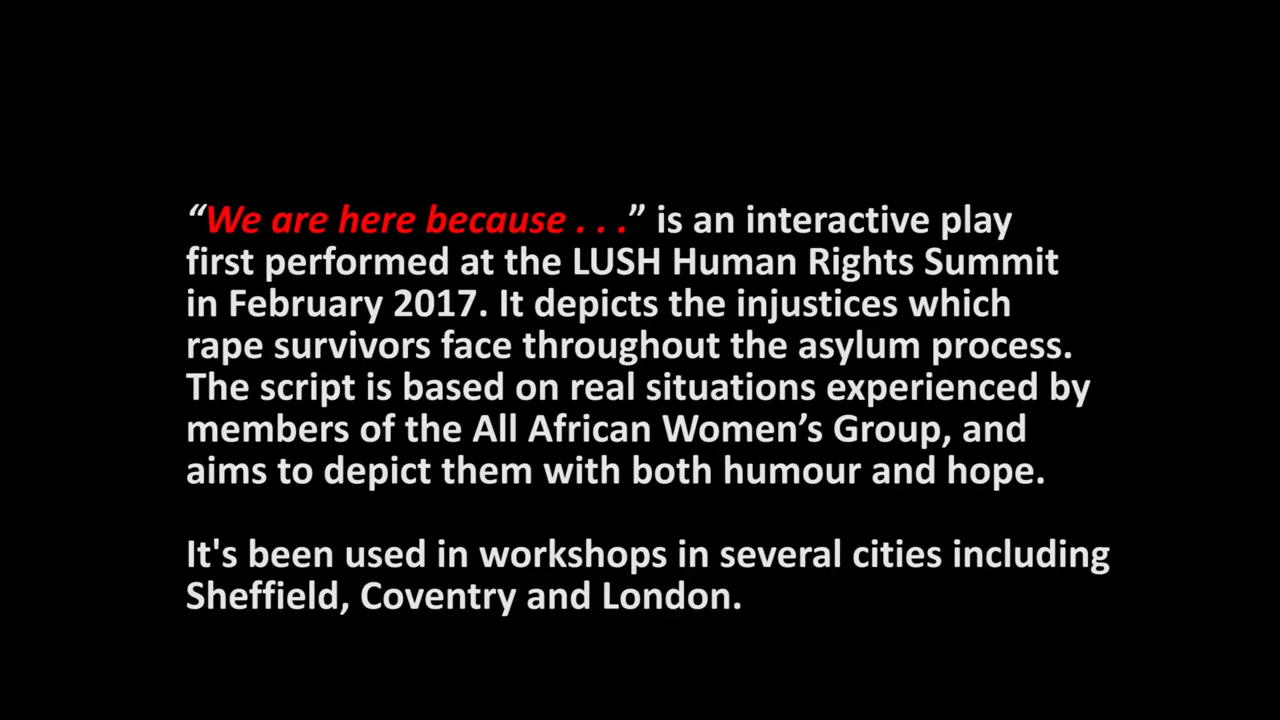 “We are here because . . .” is an interactive play
first performed at the LUSH Human Rights Summit
in February 2017. It depicts the injustices which
rape survivors face throughout the asylum process.
The script is based on real situations experienced by
members of the All African Women’s Group, and
aims to depict them with both humour and hope.
It's been used in workshops in several cities including
Sheffield, Coventry and London.